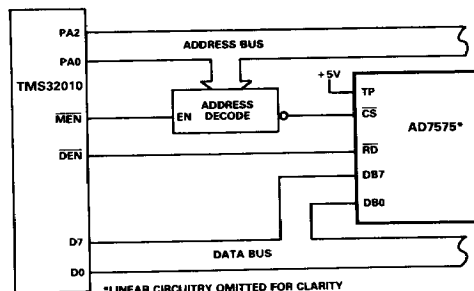 PA2
ADDRESS BUS
PA0
+5V
TMS32010
TP
ADDRESS
DECODE
EN
MEN
CS
AD7575*
DEN
RD
DB7
DB0
D7
DATA BUS
D0
*LINEAR CIRCUITRY OMITTED FOR CLARITY